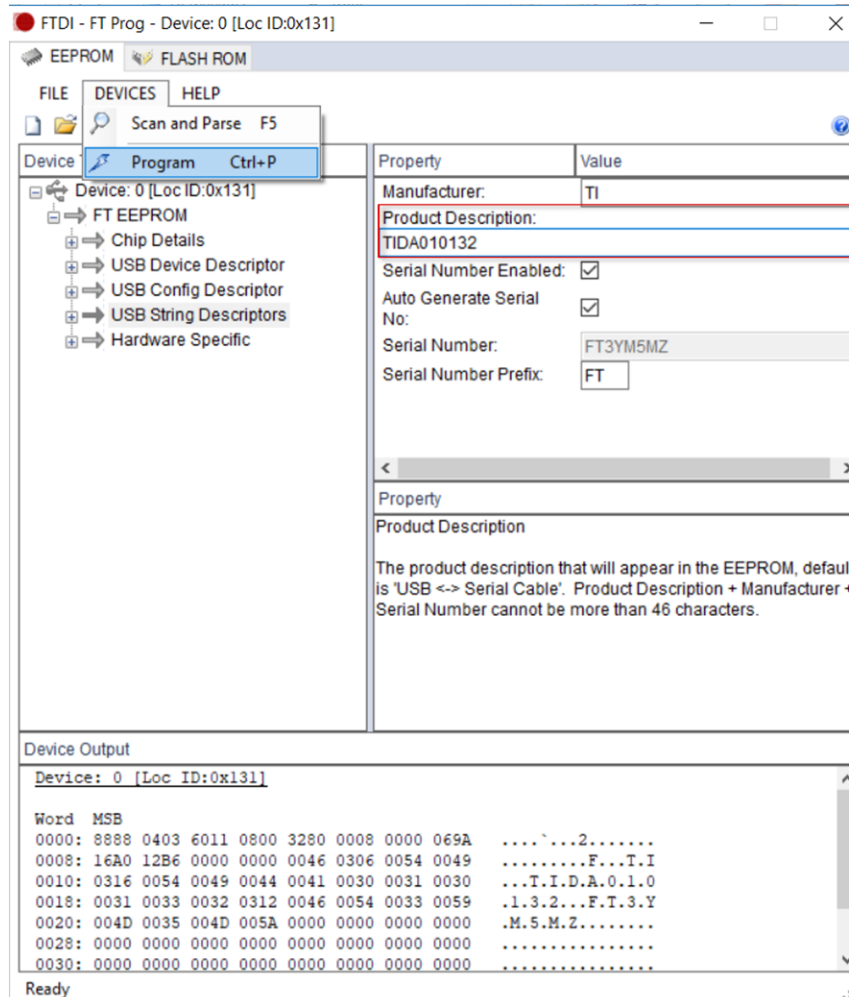 FTDI - FT Prog - Device: 0 [Loc ID:0x131]
EEPROM FLASH ROM
FILE DEVICES HELP
Scan and Parse F5
Program Ctrl+P
Device
Device: 0 [Loc ID:0x131]
FT EEPROM
Chip Details
USB Device Descriptor
USB Config Descriptor
USB String Descriptors
Hardware Specific
Property Value
Manufacturer: TI
Product Description:
TIDA010132
Serial Number Enabled:
Auto Generate Serial
No:
Serial Number: FT3YM5MZ
Serial Number Prefix: FT
Property
Product Description
The product description that will appear in the EEPROM, defaul
is 'USB <-> Serial Cable'. Product Description + Manufacturer +
Serial Number cannot be more than 46 characters.
Device Output
Device: 0 [Loc ID:0x131]
Word MSB
0000: 8888 0403 6011 0800 3280 0008 0000 069A ....`...2.......
0008: 16A0 12B6 0000 0000 0046 0306 0054 0049 .........F...T.I
0010: 0316 0054 0049 0044 0041 0030 0031 0030 ...T.I.D.A.0.1.0
0018: 0031 0033 0032 0312 0046 0054 0033 0059 .1.3.2...F.T.3.Y
0020: 004D 0035 004D 005A 0000 0000 0000 0000 .M.5.M.Z........
0028: 0000 0000 0000 0000 0000 0000 0000 0000 ................
0030: 0000 0000 0000 0000 0000 0000 0000 0000 ................
Ready